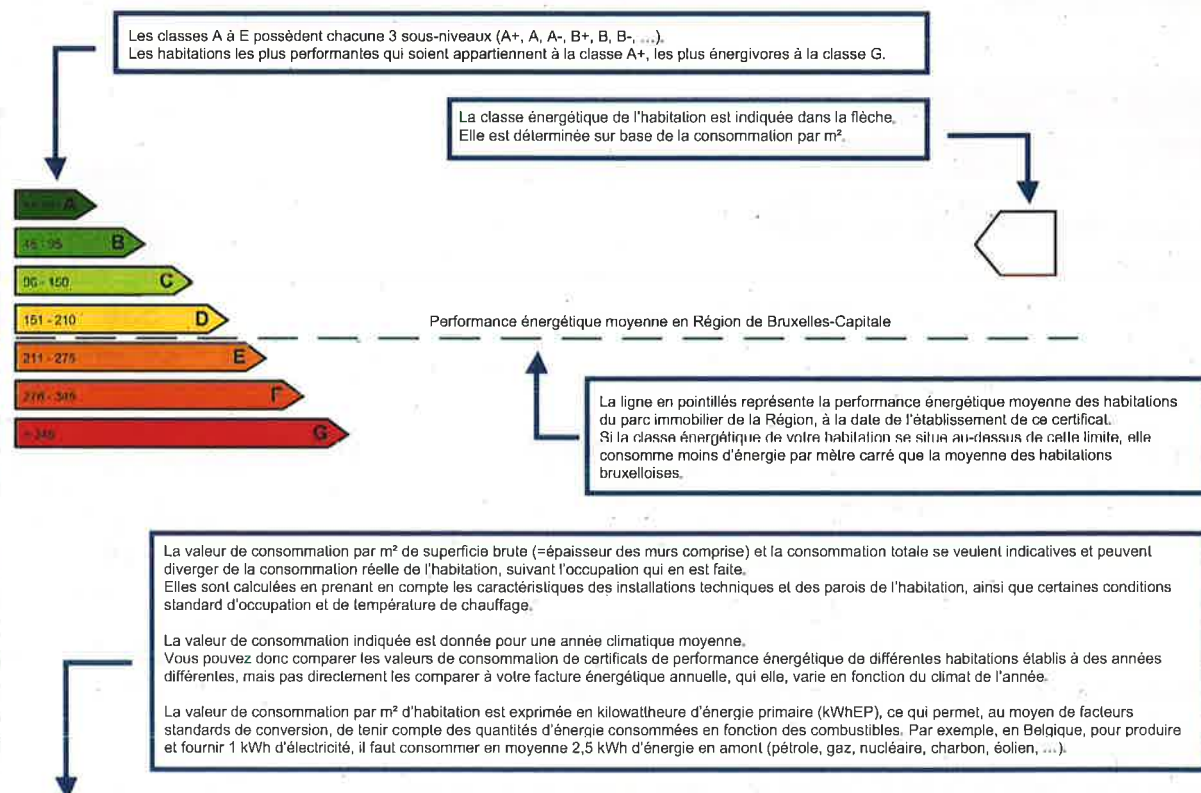 Les classes A à E possèdent chacune 3 sous-niveaux (A+, A, A-, B+, B, B-, ...).
Les habitations les plus performantes qui soient appartiennent à la classe A+, les plus énergivores à la classe G.
La classe énergétique de l'habitation est indiquée dans la flèche.
Elle est déterminée sur base de la consommation par m².
A
46 - 95 B
96 - 150 C
151 - 210 D
Performance énergétique moyenne en Région de Bruxelles-Capitale
211 - 275 E
276 - 345 F
> 345 G
La ligne en pointillés représente la performance énergétique moyenne des habitations
du parc immobilier de la Région, à la date de l'établissement de ce certificat.
Si la classe énergétique de votre habitation se situe au-dessus de cette limite, elle
consomme moins d'énergie par mètre carré que la moyenne des habitations
bruxelloises.
La valeur de consommation par m² de superficie brute (=épaisseur des murs comprise) et la consommation totale se veulent indicatives et peuvent
diverger de la consommation réelle de l'habitation, suivant l'occupation qui en est faite.
Elles sont calculées en prenant en compte les caractéristiques des installations techniques et des parois de l'habitation, ainsi que certaines conditions
standard d'occupation et de température de chauffage.
La valeur de consommation indiquée est donnée pour une année climatique moyenne.
Vous pouvez donc comparer les valeurs de consommation de certificats de performance énergétique de différentes habitations établis à des années
différentes, mais pas directement les comparer à votre facture énergétique annuelle, qui elle, varie en fonction du climat de l'année.
La valeur de consommation par m² d'habitation est exprimée en kilowattheure d'énergie primaire (kWhEP), ce qui permet, au moyen de facteurs
standards de conversion, de tenir compte des quantités d'énergie consommées en fonction des combustibles. Par exemple, en Belgique, pour produire
et fournir 1 kWh d'électricité, il faut consommer en moyenne 2,5 kWh d'énergie en amont (pétrole, gaz, nucléaire, charbon, éolien, ...).